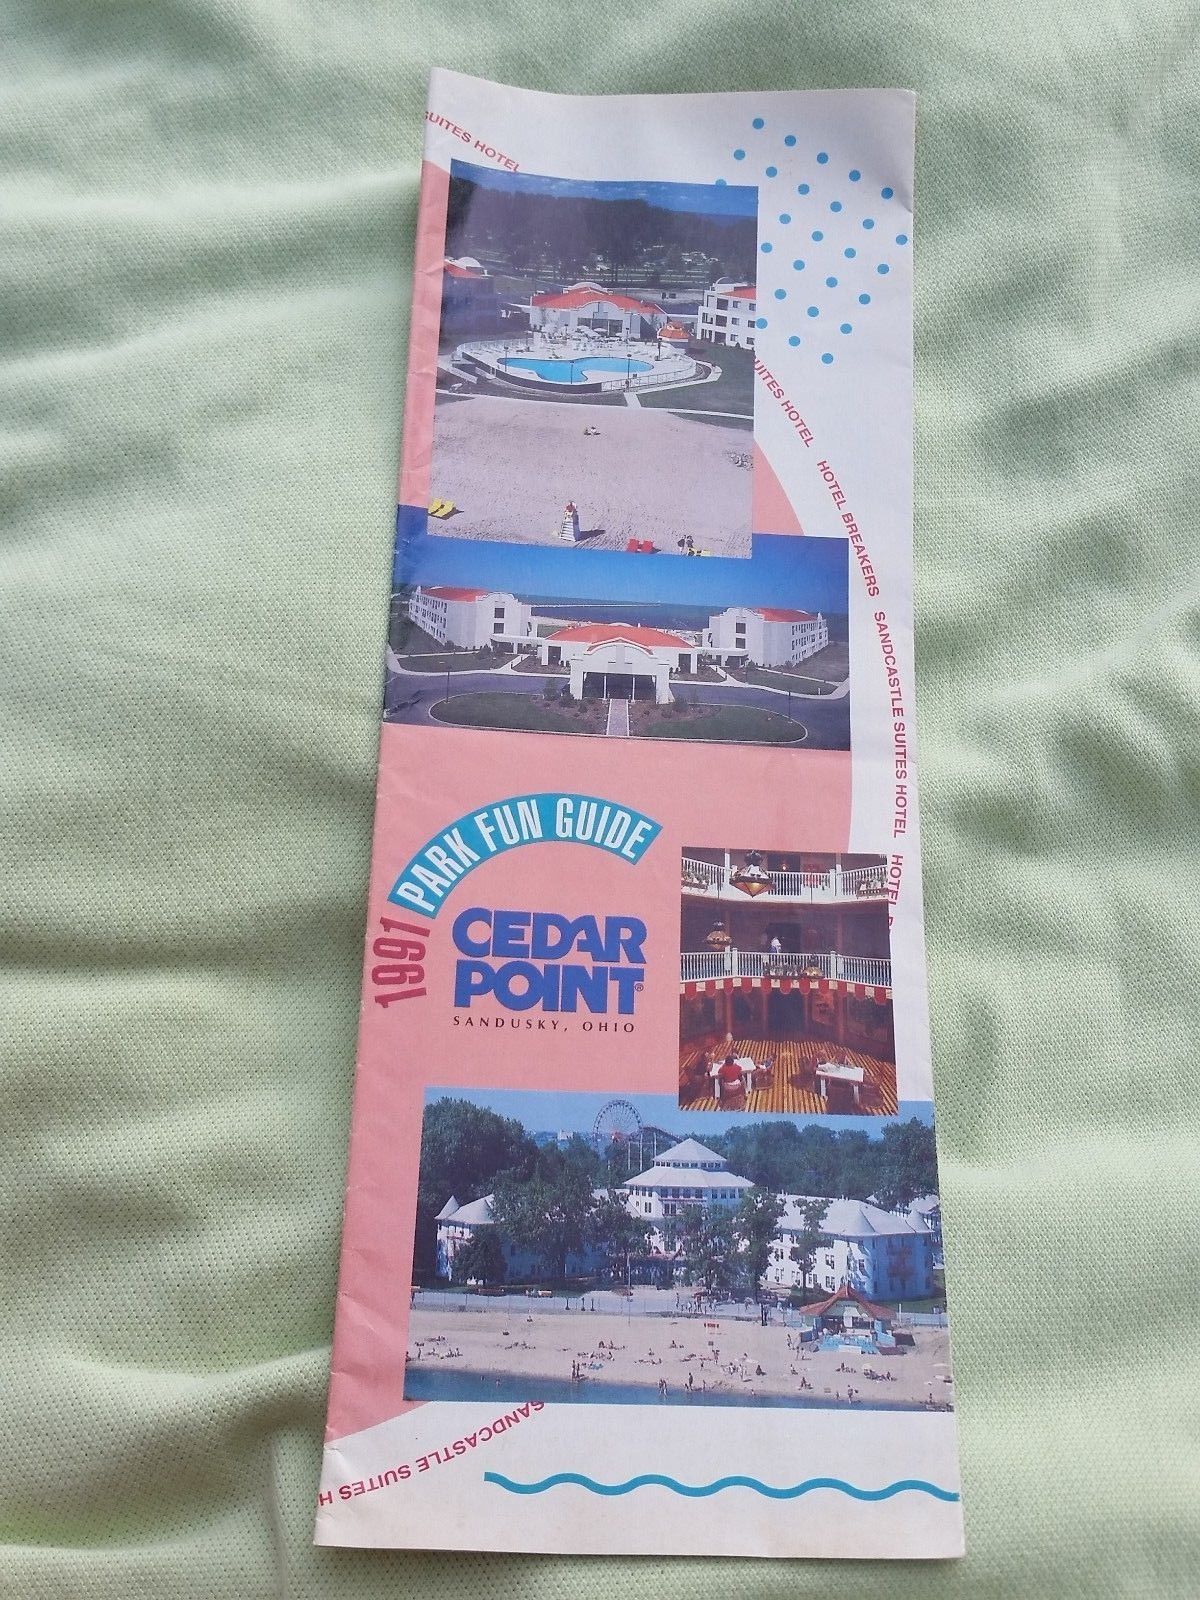 SUITES HOTEL
SUITES HOTEL HOTEL BREAKERS SANDCASTLE SUITES HOTEL HOTEL
1991 PARK FUN GUIDE
CEDAR
POINT®
SANDUSKY, OHIO
SANDCASTLE SUITES H